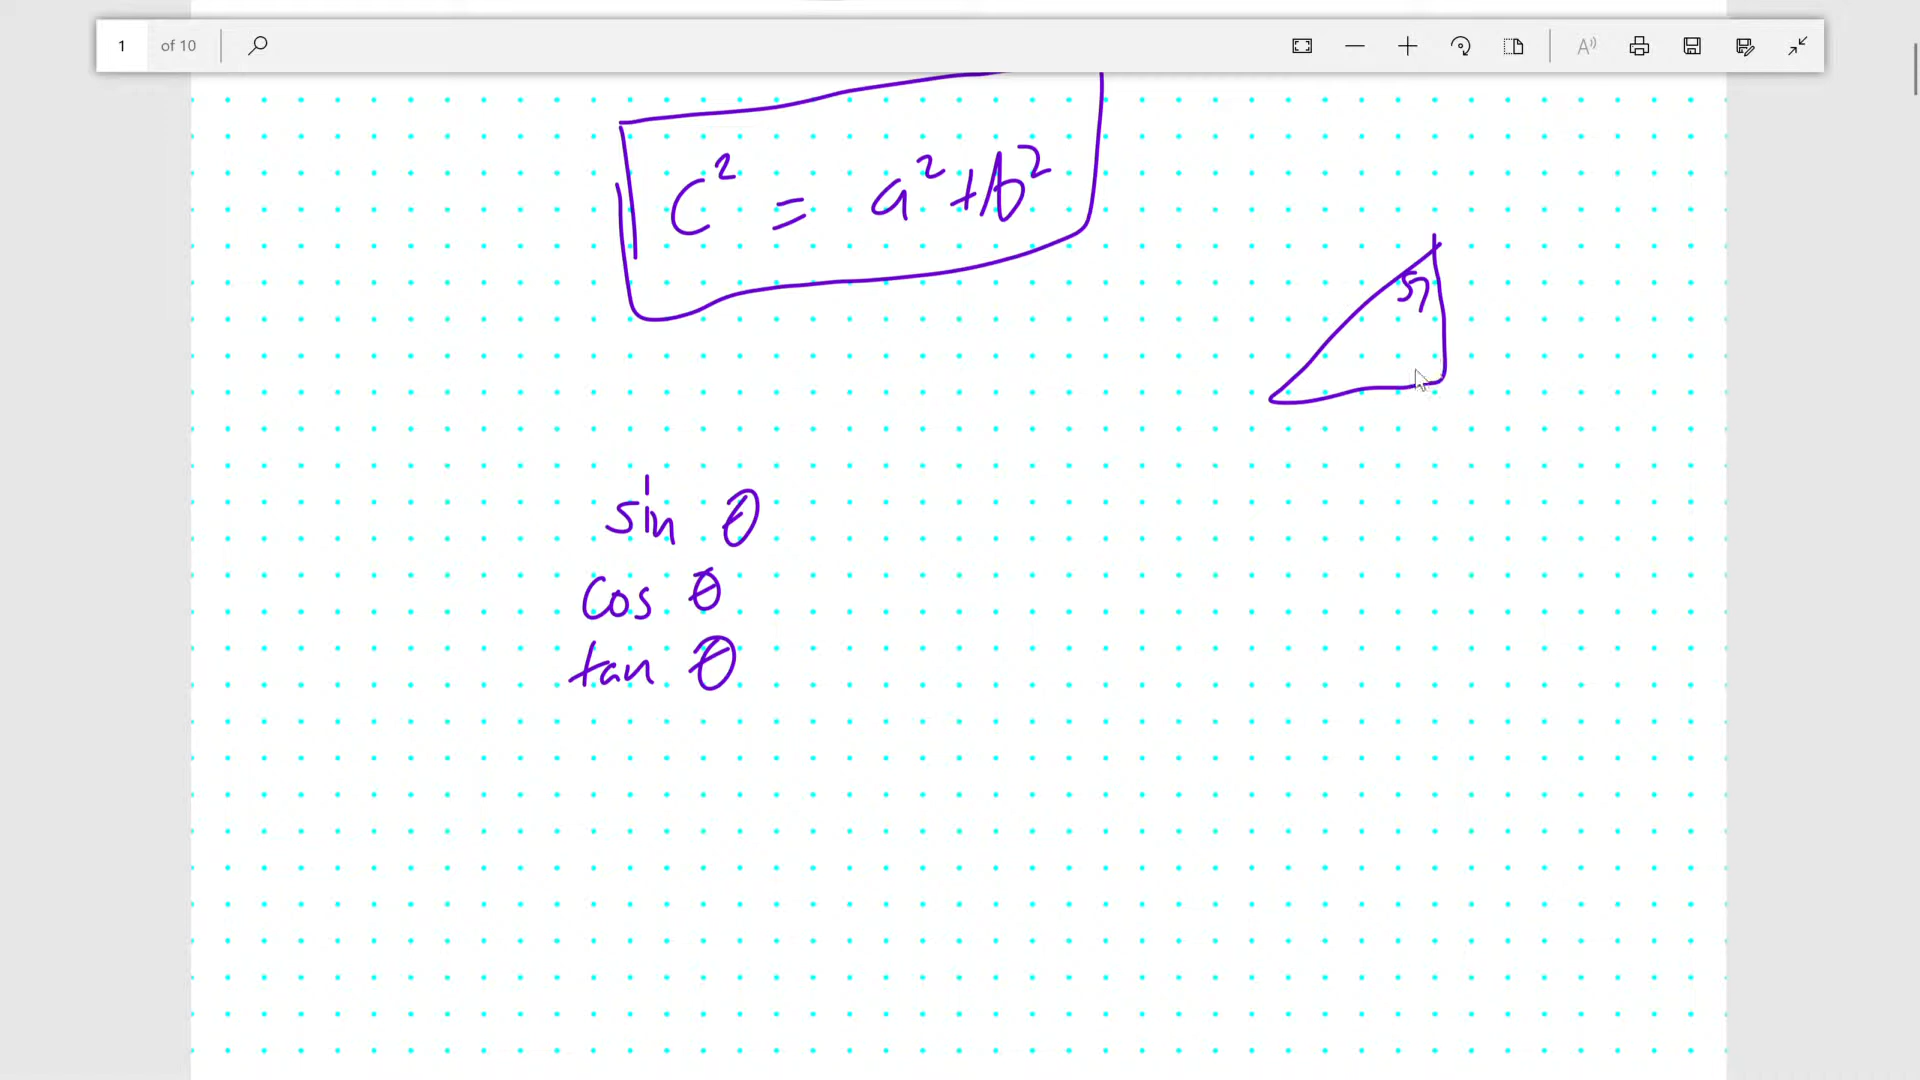 1 of 10
c² = a² + b²
57
sin θ
cos θ
tan θ